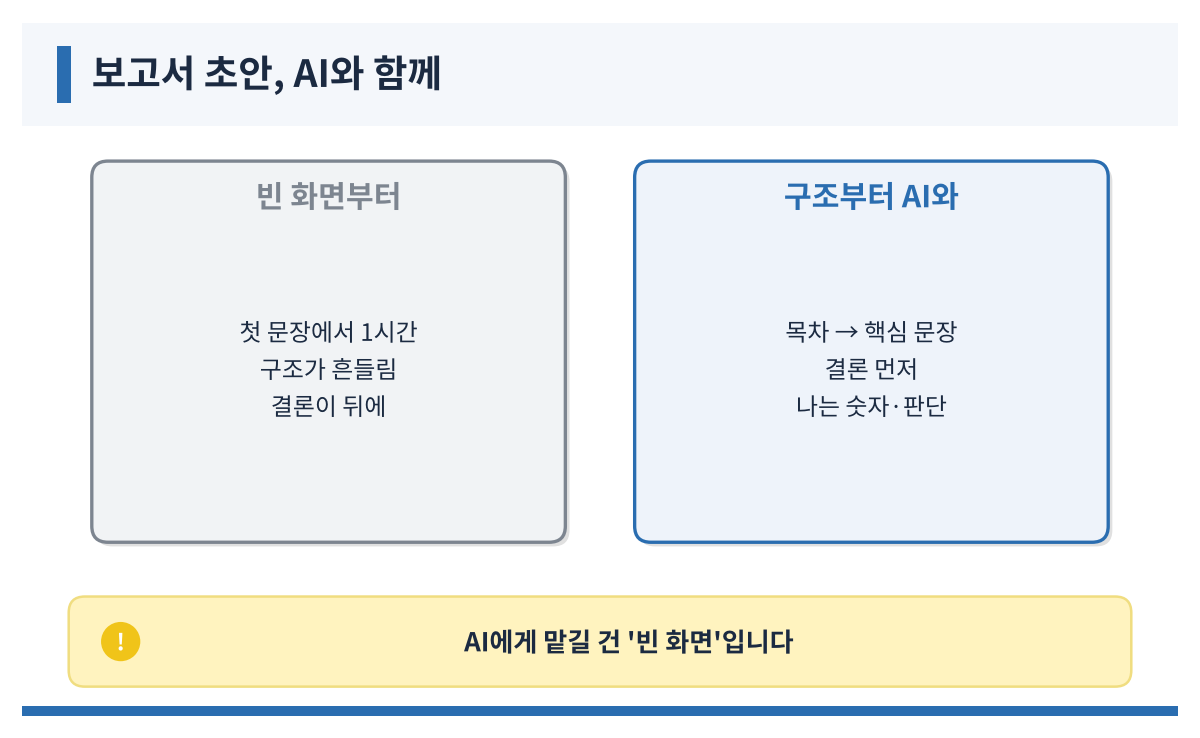 보고서 초안, AI와 함께
빈 화면부터
첫 문장에서 1시간
구조가 흔들림
결론이 뒤에
구조부터 AI와
목차 → 핵심 문장
결론 먼저
나는 숫자·판단
!
AI에게 맡길 건 '빈 화면'입니다